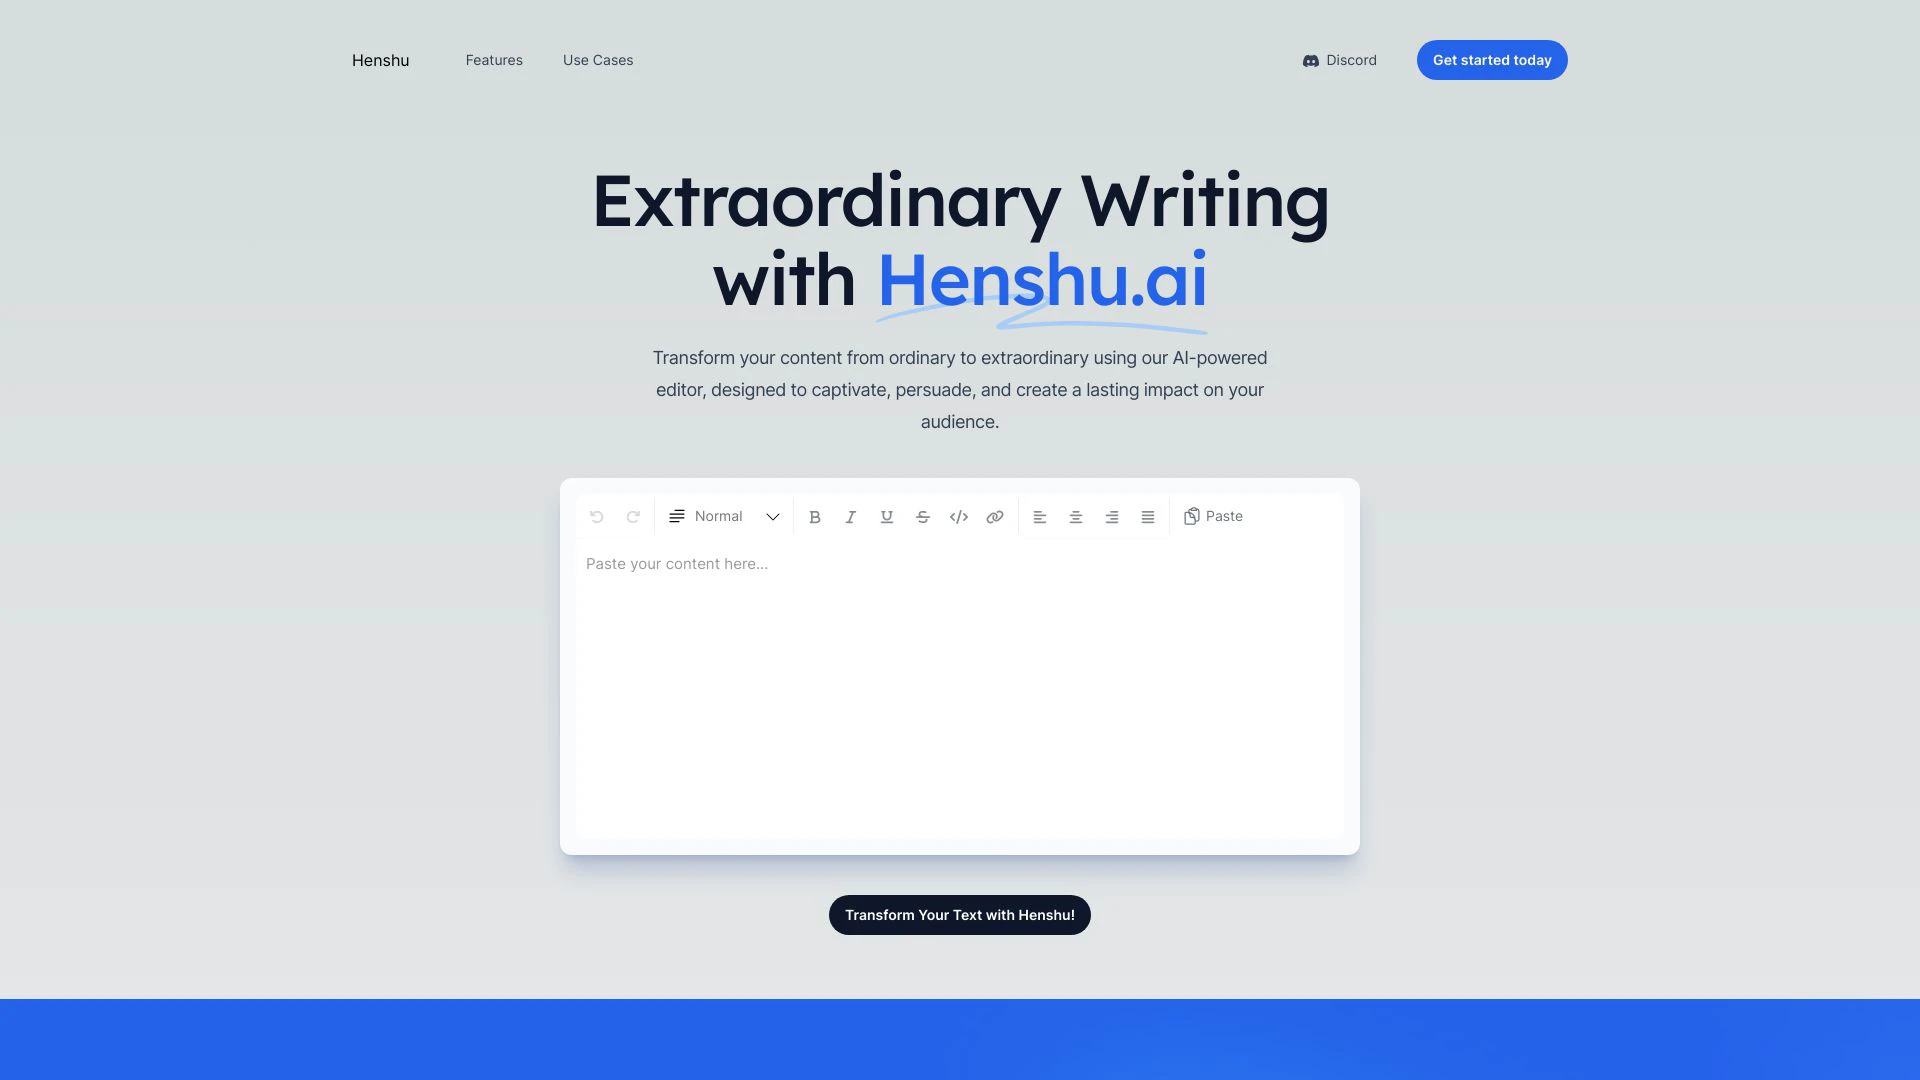 Henshu Features Use Cases Discord Get started today
Extraordinary Writing
with Henshu.ai
Transform your content from ordinary to extraordinary using our AI-powered
editor, designed to captivate, persuade, and create a lasting impact on your
audience.
Normal Paste
Paste your content here...
Transform Your Text with Henshu!